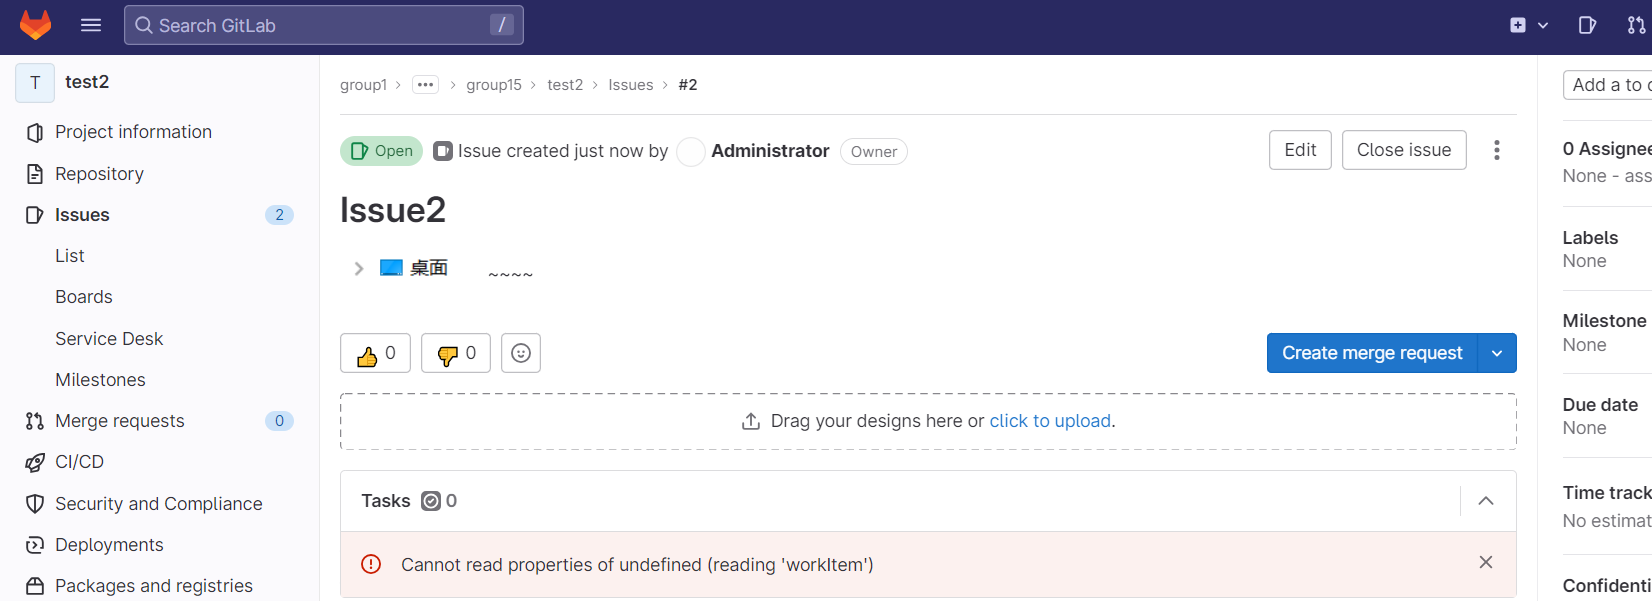 Search GitLab /
T test2
Project information
Repository
Issues 2
List
Boards
Service Desk
Milestones
Merge requests 0
CI/CD
Security and Compliance
Deployments
Packages and registries
group1 › ••• › group15 › test2 › Issues › #2
Open Issue created just now by Administrator Owner
Edit Close issue
Issue2
桌面 ~~~~
0 0
Create merge request
Drag your designs here or click to upload.
Tasks 0
Cannot read properties of undefined (reading 'workItem')
Add a to
0 Assignee
None - ass
Labels
None
Milestone
None
Due date
None
Time track
No estimat
Confidenti